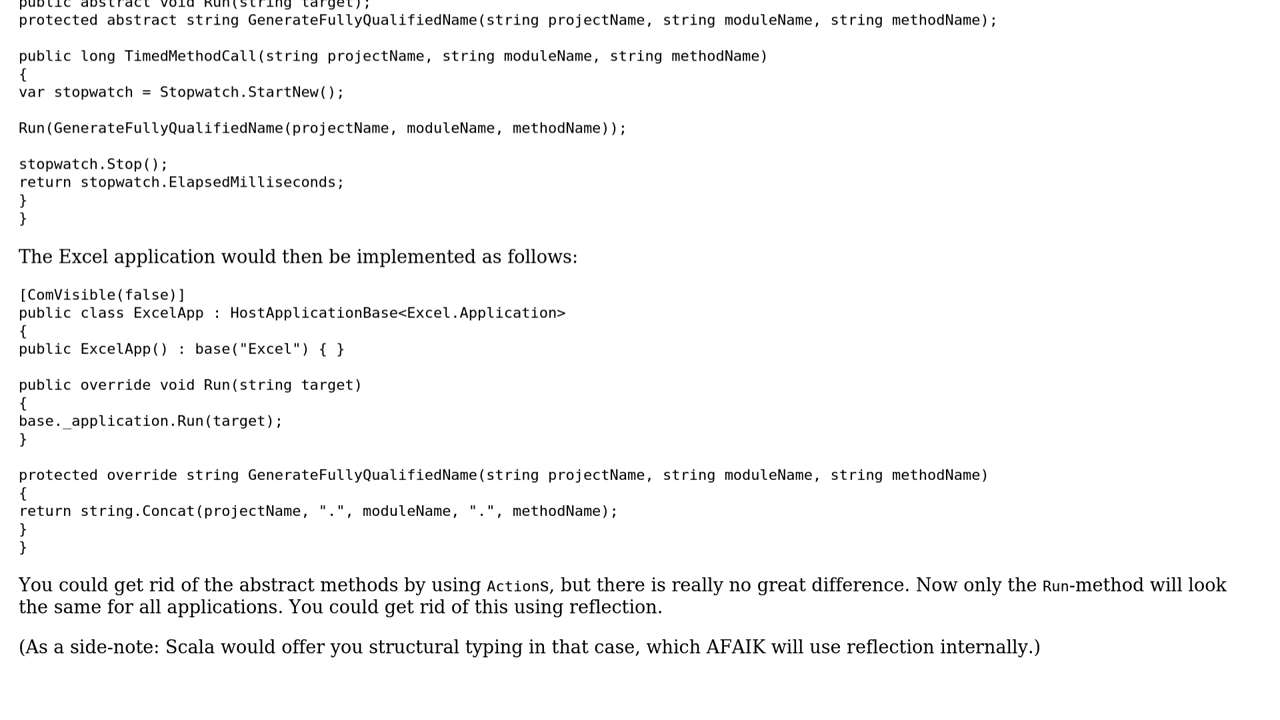 public abstract void Run(string target);
protected abstract string GenerateFullyQualifiedName(string projectName, string moduleName, string methodName);
public long TimedMethodCall(string projectName, string moduleName, string methodName)
{
var stopwatch = Stopwatch.StartNew();
Run(GenerateFullyQualifiedName(projectName, moduleName, methodName));
stopwatch.Stop();
return stopwatch.ElapsedMilliseconds;
}
}
The Excel application would then be implemented as follows:
[ComVisible(false)]
public class ExcelApp : HostApplicationBase<Excel.Application>
{
public ExcelApp() : base("Excel") { }
public override void Run(string target)
{
base._application.Run(target);
}
protected override string GenerateFullyQualifiedName(string projectName, string moduleName, string methodName)
{
return string.Concat(projectName, ".", moduleName, ".", methodName);
}
}
You could get rid of the abstract methods by using Actions, but there is really no great difference. Now only the Run-method will look
the same for all applications. You could get rid of this using reflection.
(As a side-note: Scala would offer you structural typing in that case, which AFAIK will use reflection internally.)